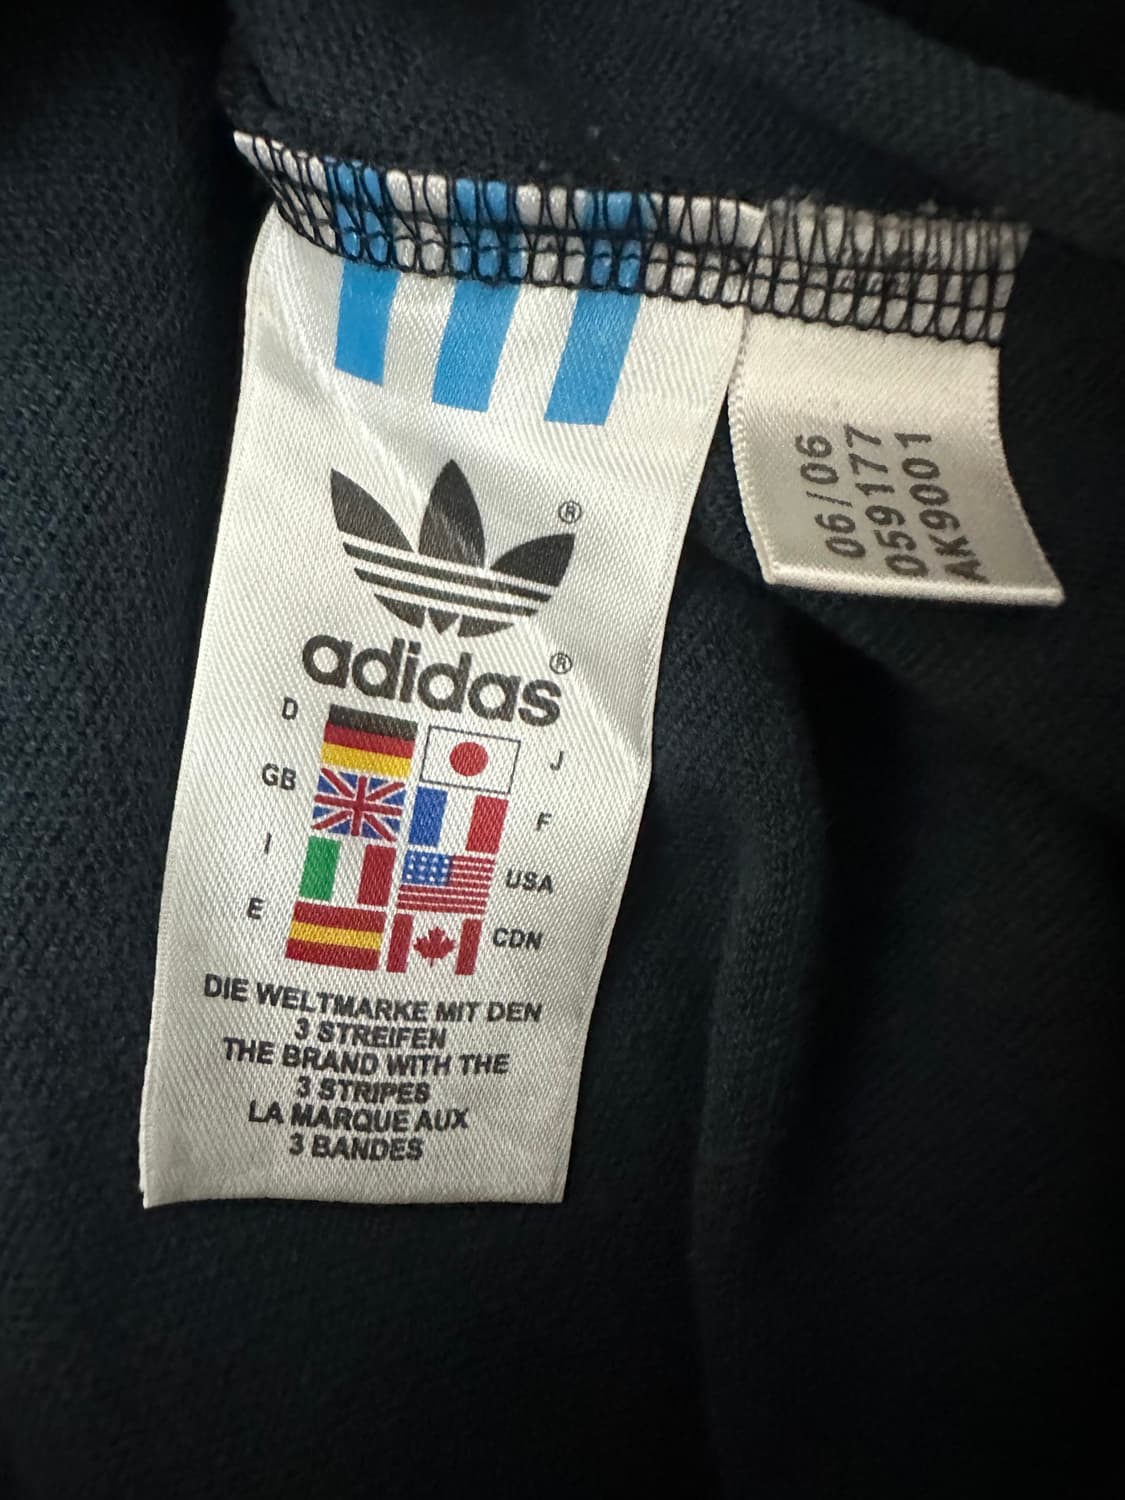 ®
adidas®
D
J
GB
F
I
USA
E
CDN
DIE WELTMARKE MIT DEN
3 STREIFEN
THE BRAND WITH THE
3 STRIPES
LA MARQUE AUX
3 BANDES
06/06
059177
AK9001